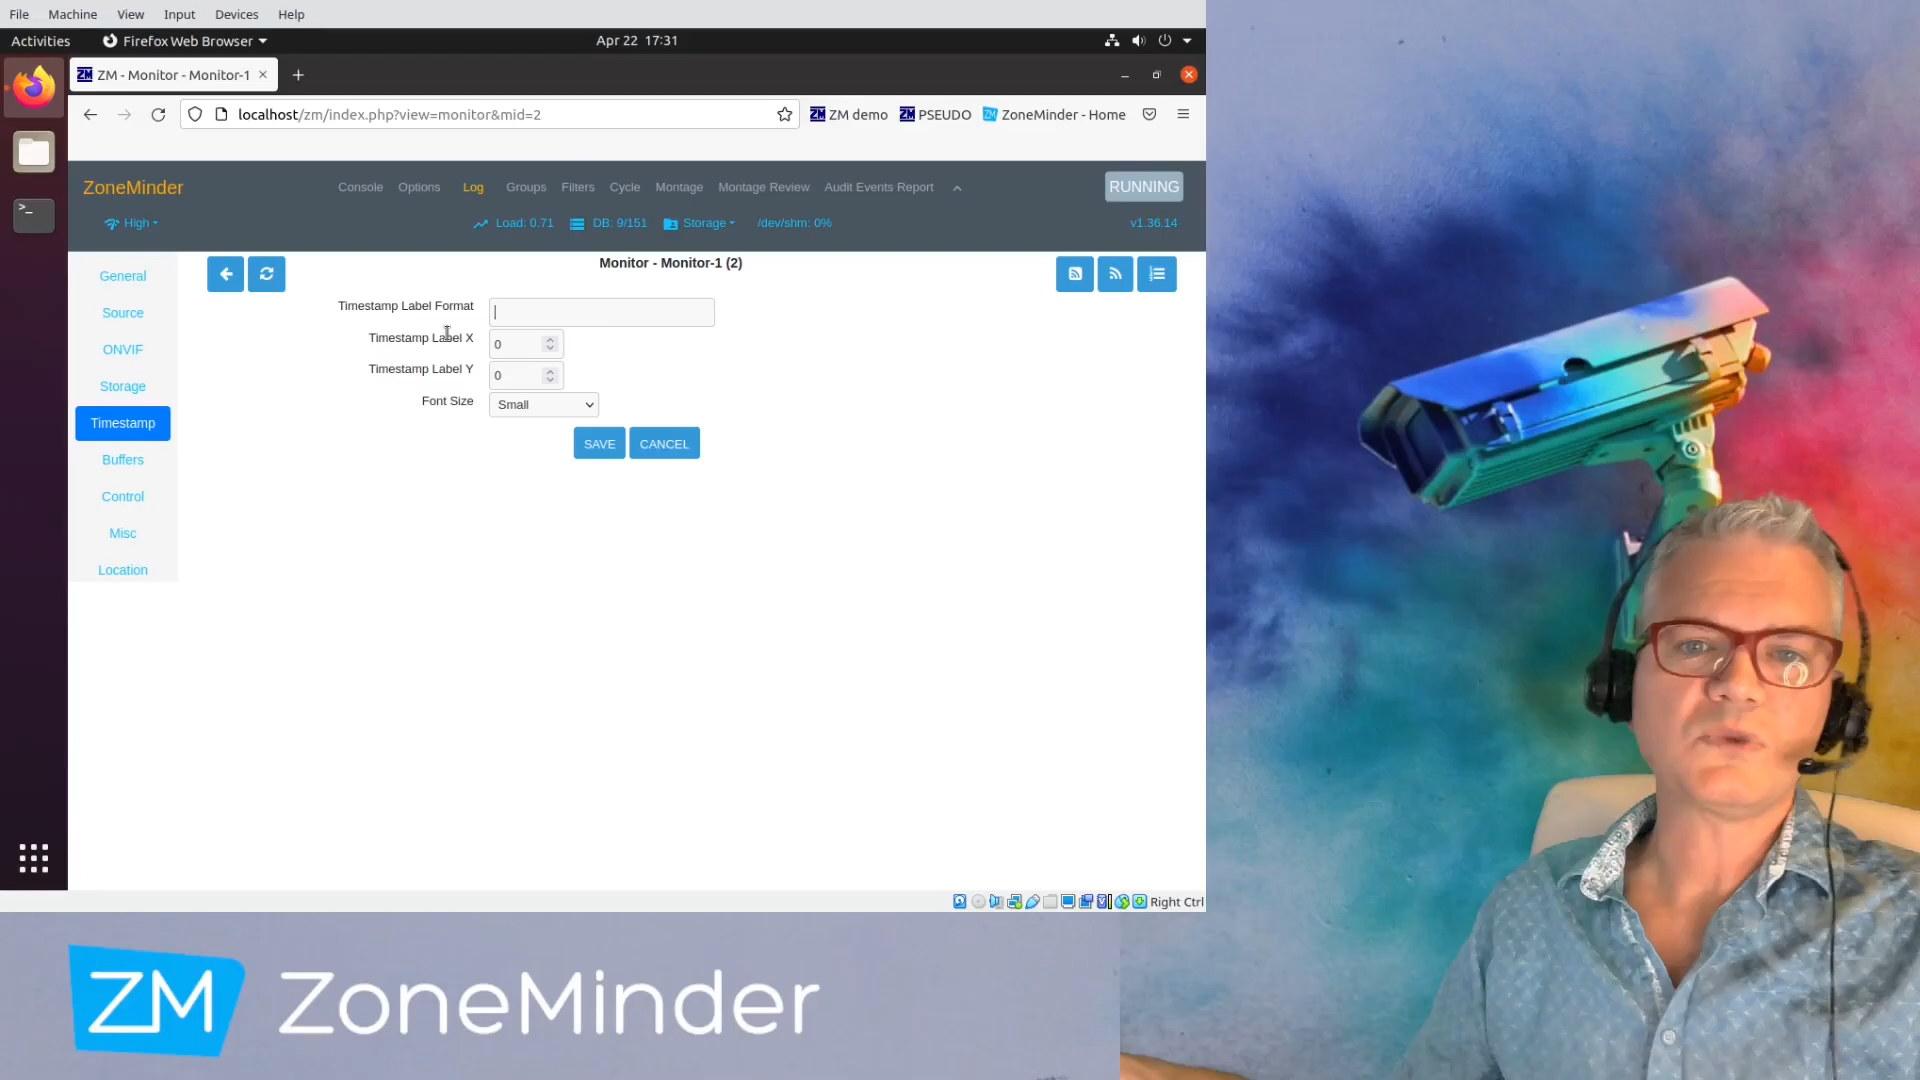 File Machine View Input Devices Help
Activities Firefox Web Browser Apr 22 17:31
ZM ZM - Monitor - Monitor-1
localhost/zm/index.php?view=monitor&mid=2 ZM ZM demo ZM PSEUDO ZM ZoneMinder - Home
ZoneMinder Console Options Log Groups Filters Cycle Montage Montage Review Audit Events Report RUNNING
High Load: 0.71 DB: 9/151 Storage /dev/shm: 0% v1.36.14
Monitor - Monitor-1 (2)
General
Source
ONVIF
Storage
Timestamp
Buffers
Control
Misc
Location
Timestamp Label Format
Timestamp Label X 0
Timestamp Label Y 0
Font Size Small
SAVE CANCEL
Right Ctrl
ZM ZoneMinder